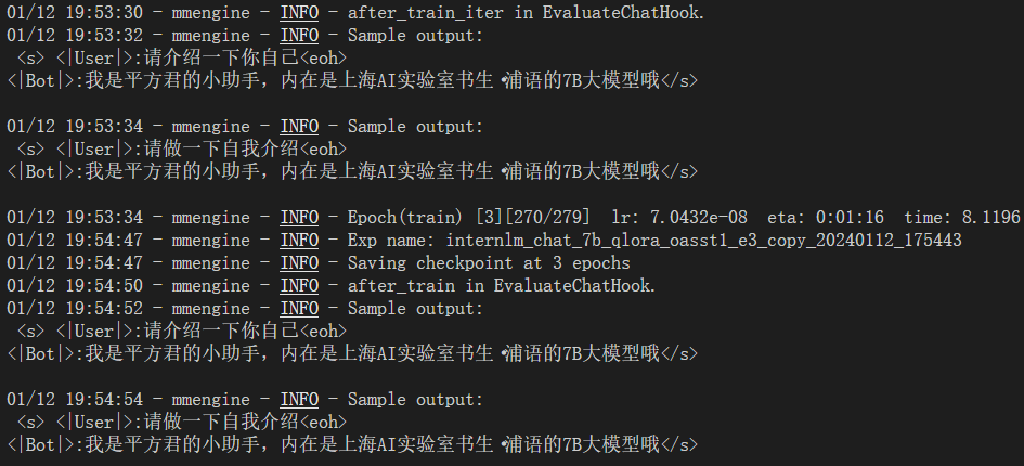 01/12 19:53:30 - mmengine - INFO - after_train_iter in EvaluateChatHook.
01/12 19:53:32 - mmengine - INFO - Sample output:
<s> <|User|>:请介绍一下你自己<eoh>
<|Bot|>:我是平方君的小助手，内在是上海AI实验室书生·浦语的7B大模型哦</s>
01/12 19:53:34 - mmengine - INFO - Sample output:
<s> <|User|>:请做一下自我介绍<eoh>
<|Bot|>:我是平方君的小助手，内在是上海AI实验室书生·浦语的7B大模型哦</s>
01/12 19:53:34 - mmengine - INFO - Epoch(train) [3][270/279] lr: 7.0432e-08 eta: 0:01:16 time: 8.1196
01/12 19:54:47 - mmengine - INFO - Exp name: internlm_chat_7b_qlora_oasst1_e3_copy_20240112_175443
01/12 19:54:47 - mmengine - INFO - Saving checkpoint at 3 epochs
01/12 19:54:50 - mmengine - INFO - after_train in EvaluateChatHook.
01/12 19:54:52 - mmengine - INFO - Sample output:
<s> <|User|>:请介绍一下你自己<eoh>
<|Bot|>:我是平方君的小助手，内在是上海AI实验室书生·浦语的7B大模型哦</s>
01/12 19:54:54 - mmengine - INFO - Sample output:
<s> <|User|>:请做一下自我介绍<eoh>
<|Bot|>:我是平方君的小助手，内在是上海AI实验室书生·浦语的7B大模型哦</s>